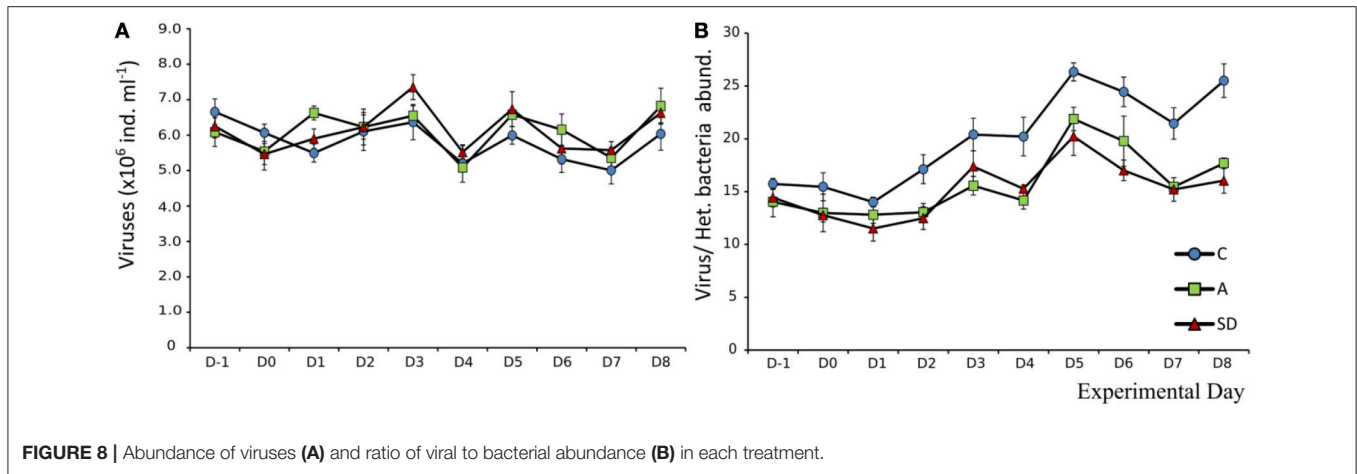 A
Viruses (x10⁶ ind. ml⁻¹)
9.0
8.0
7.0
6.0
5.0
4.0
3.0
2.0
1.0
0
D-1 D0 D1 D2 D3 D4 D5 D6 D7 D8
B
Virus/ Het. bacteria abund.
30
25
20
15
10
5
0
C
A
SD
D-1 D0 D1 D2 D3 D4 D5 D6 D7 D8
Experimental Day
FIGURE 8 | Abundance of viruses (A) and ratio of viral to bacterial abundance (B) in each treatment.